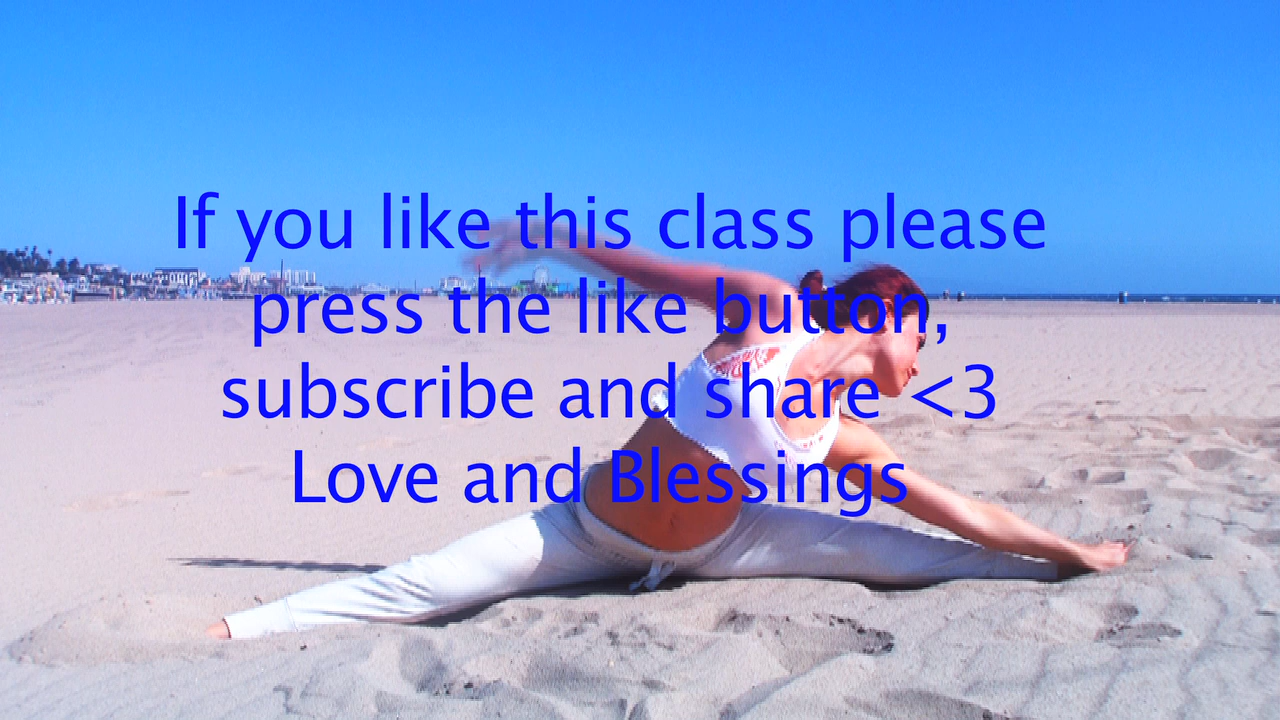 If you like this class please
press the like button,
subscribe and share <3
Love and Blessings